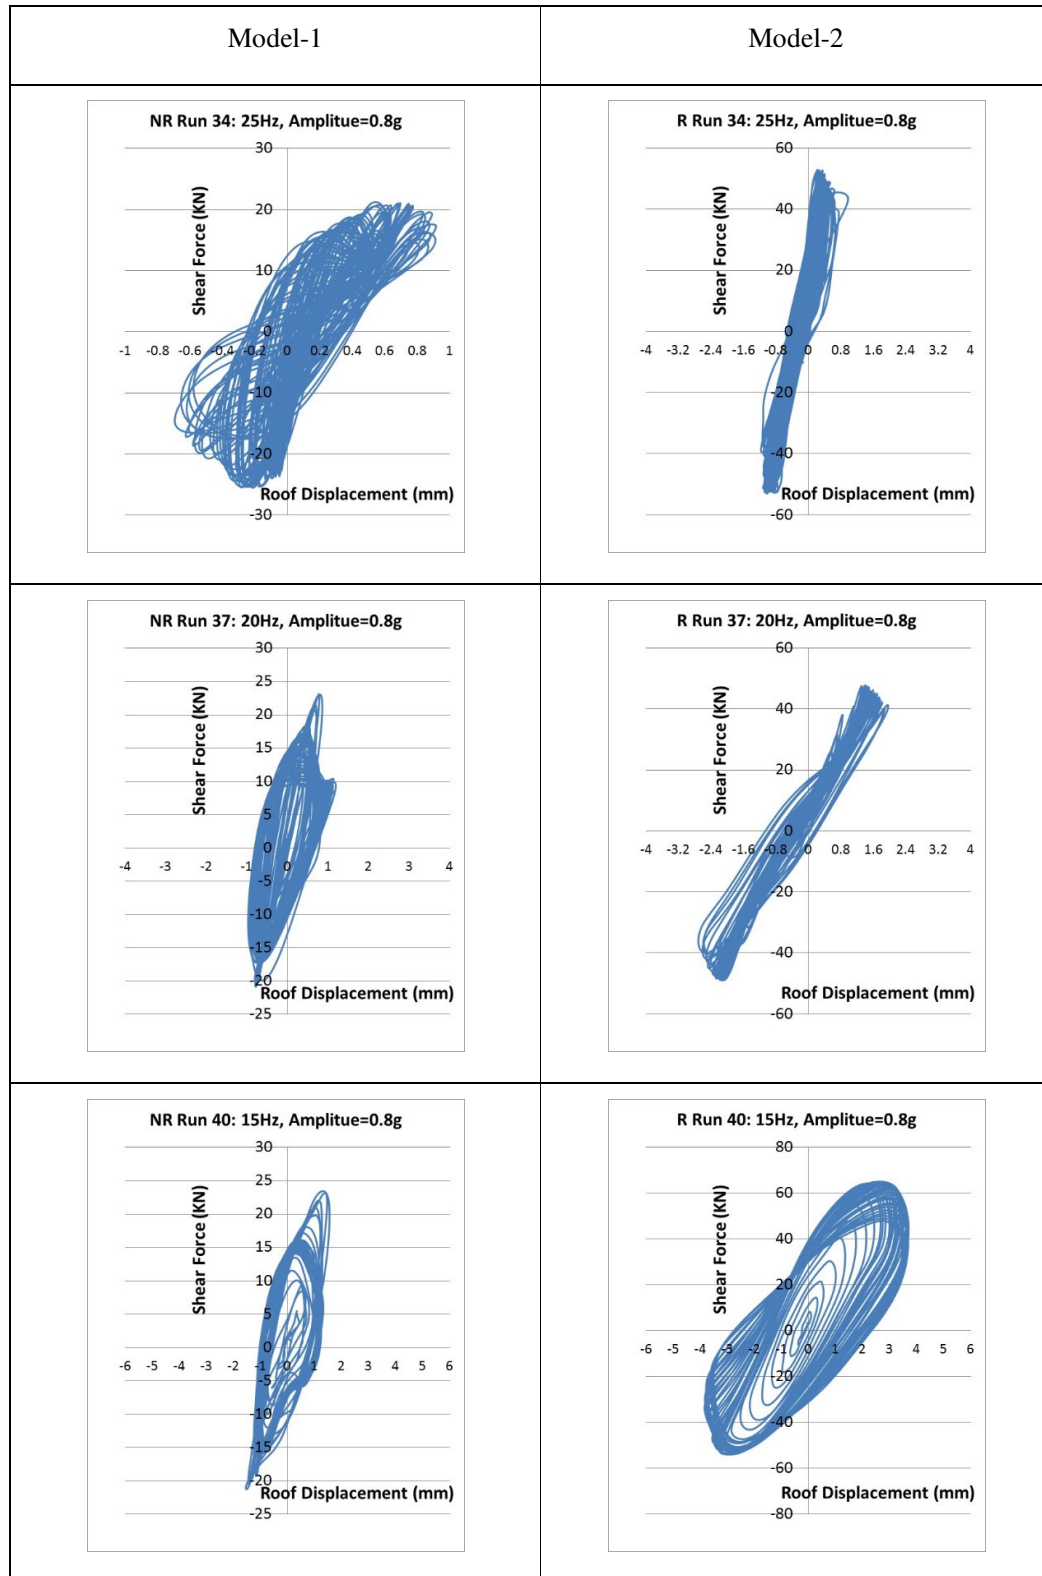 Model-1
Model-2
NR Run 34: 25Hz, Amplitue=0.8g
30
20
10
0
-10
-20
-30
-1 -0.8 -0.6 -0.4 -0.2 0 0.2 0.4 0.6 0.8 1
Shear Force (KN)
Roof Displacement (mm)
R Run 34: 25Hz, Amplitue=0.8g
60
40
20
0
-20
-40
-60
-4 -3.2 -2.4 -1.6 -0.8 0 0.8 1.6 2.4 3.2 4
Shear Force (KN)
Roof Displacement (mm)
NR Run 37: 20Hz, Amplitue=0.8g
30
25
20
15
10
5
0
-5
-10
-15
-20
-25
-4 -3 -2 -1 0 1 2 3 4
Shear Force (KN)
Roof Displacement (mm)
R Run 37: 20Hz, Amplitue=0.8g
60
40
20
0
-20
-40
-60
-4 -3.2 -2.4 -1.6 -0.8 0 0.8 1.6 2.4 3.2 4
Shear Force (KN)
Roof Displacement (mm)
NR Run 40: 15Hz, Amplitue=0.8g
30
25
20
15
10
5
0
-5
-10
-15
-20
-25
-6 -5 -4 -3 -2 -1 0 1 2 3 4 5 6
Shear Force (KN)
Roof Displacement (mm)
R Run 40: 15Hz, Amplitue=0.8g
80
60
40
20
0
-20
-40
-60
-80
-6 -5 -4 -3 -2 -1 0 1 2 3 4 5 6
Shear Force (KN)
Roof Displacement (mm)